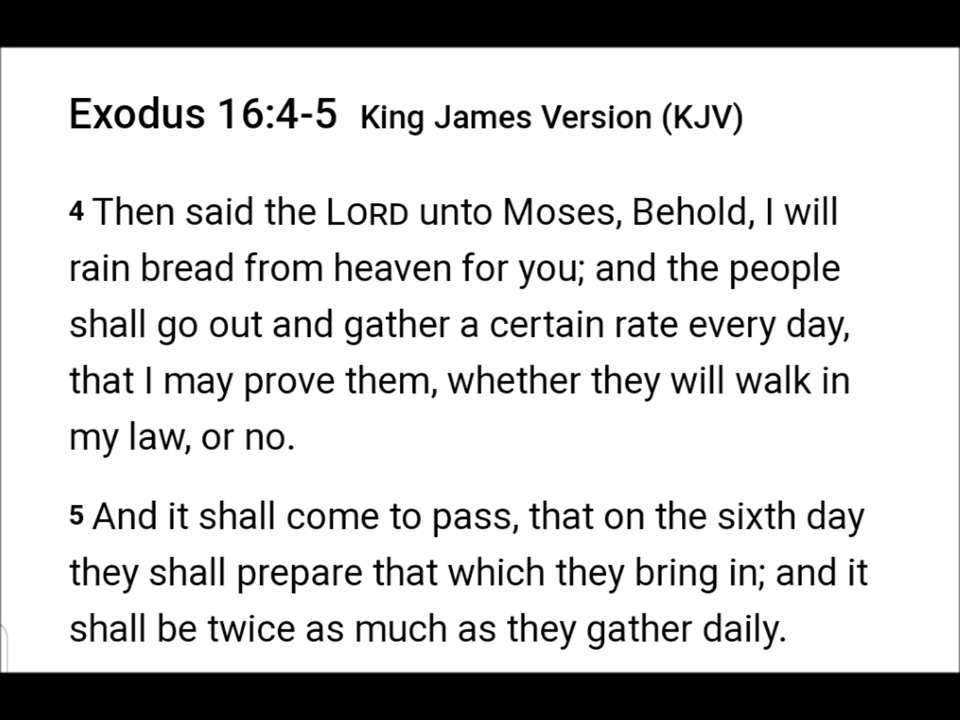 Exodus 16:4-5 King James Version (KJV)
4 Then said the LORD unto Moses, Behold, I will
rain bread from heaven for you; and the people
shall go out and gather a certain rate every day,
that I may prove them, whether they will walk in
my law, or no.
5 And it shall come to pass, that on the sixth day
they shall prepare that which they bring in; and it
shall be twice as much as they gather daily.